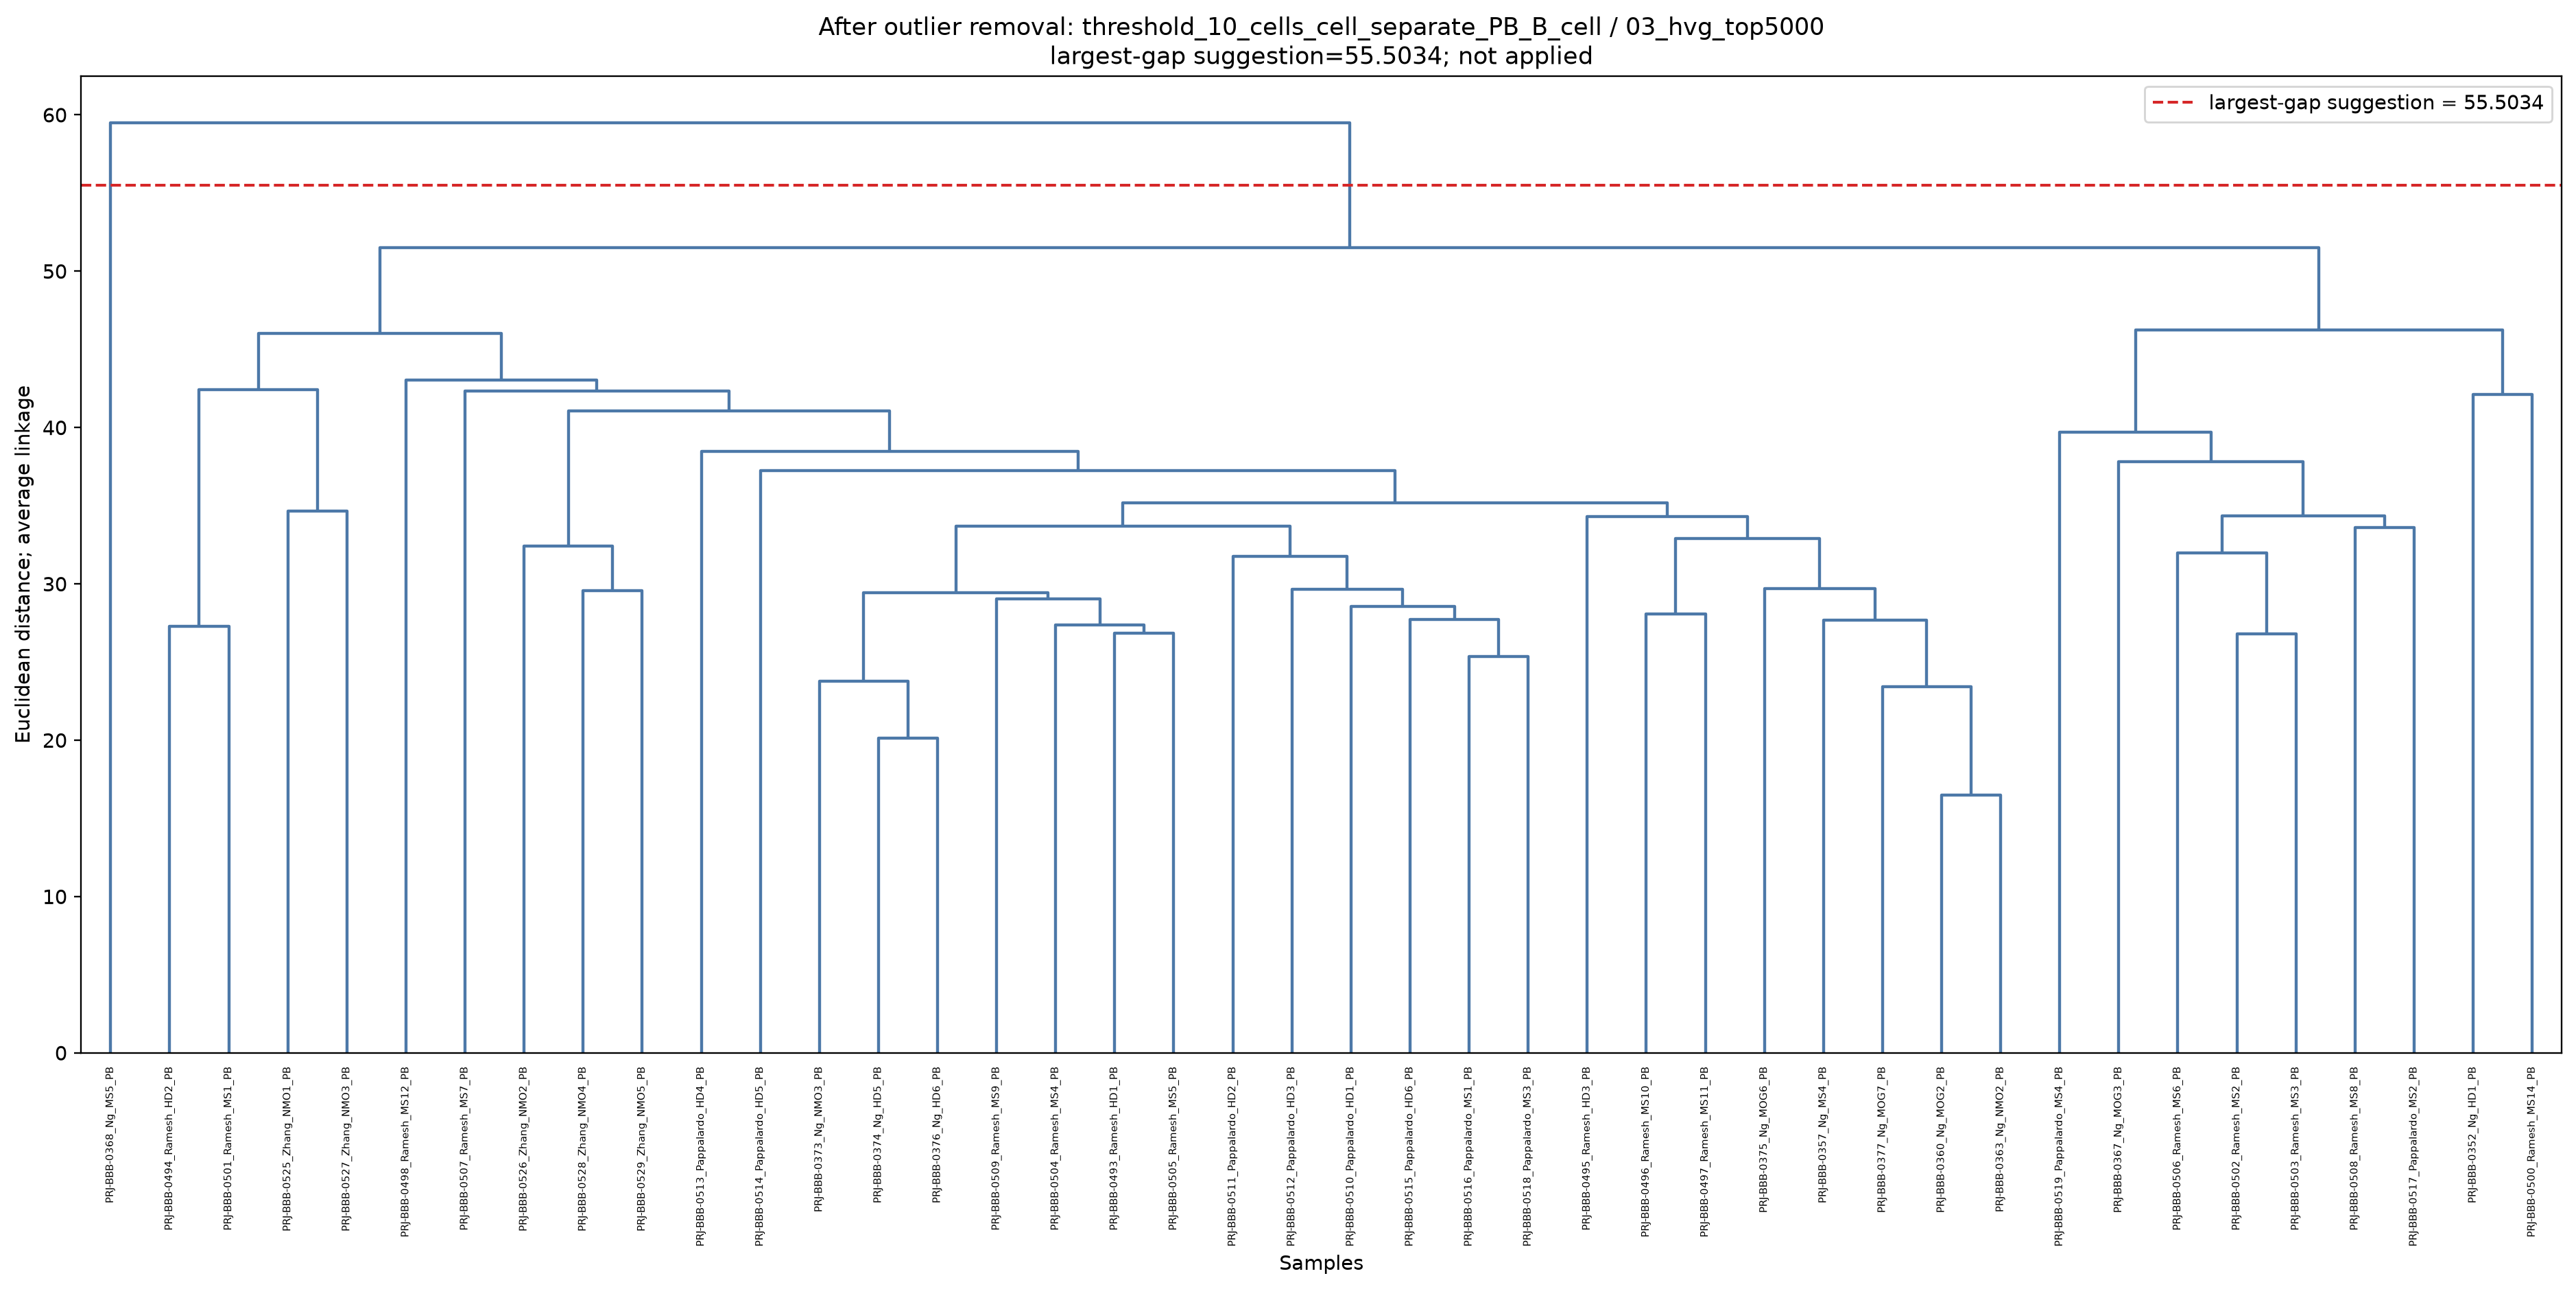 After outlier removal: threshold_10_cells_cell_separate_PB_B_cell / 03_hvg_top5000
largest-gap suggestion=55.5034; not applied
largest-gap suggestion = 55.5034
Euclidean distance; average linkage
60
50
40
30
20
10
0
PRJ-BBB-0368_Ng_MS5_PB
PRJ-BBB-0494_Ramesh_HD2_PB
PRJ-BBB-0501_Ramesh_MS1_PB
PRJ-BBB-0525_Zhang_NMO1_PB
PRJ-BBB-0527_Zhang_NMO3_PB
PRJ-BBB-0498_Ramesh_MS12_PB
PRJ-BBB-0507_Ramesh_MS7_PB
PRJ-BBB-0526_Zhang_NMO2_PB
PRJ-BBB-0528_Zhang_NMO4_PB
PRJ-BBB-0529_Zhang_NMO5_PB
PRJ-BBB-0513_Pappalardo_HD4_PB
PRJ-BBB-0514_Pappalardo_HD5_PB
PRJ-BBB-0373_Ng_NMO3_PB
PRJ-BBB-0374_Ng_HD5_PB
PRJ-BBB-0376_Ng_HD6_PB
PRJ-BBB-0509_Ramesh_MS9_PB
PRJ-BBB-0504_Ramesh_MS4_PB
PRJ-BBB-0493_Ramesh_HD1_PB
PRJ-BBB-0505_Ramesh_MS5_PB
PRJ-BBB-0511_Pappalardo_HD2_PB
PRJ-BBB-0512_Pappalardo_HD3_PB
PRJ-BBB-0510_Pappalardo_HD1_PB
PRJ-BBB-0515_Pappalardo_HD6_PB
PRJ-BBB-0516_Pappalardo_MS1_PB
PRJ-BBB-0518_Pappalardo_MS3_PB
PRJ-BBB-0495_Ramesh_HD3_PB
PRJ-BBB-0496_Ramesh_MS10_PB
PRJ-BBB-0497_Ramesh_MS11_PB
PRJ-BBB-0375_Ng_MOG6_PB
PRJ-BBB-0357_Ng_MS4_PB
PRJ-BBB-0377_Ng_MOG7_PB
PRJ-BBB-0360_Ng_MOG2_PB
PRJ-BBB-0363_Ng_NMO2_PB
PRJ-BBB-0519_Pappalardo_MS4_PB
PRJ-BBB-0367_Ng_MOG3_PB
PRJ-BBB-0506_Ramesh_MS6_PB
PRJ-BBB-0502_Ramesh_MS2_PB
PRJ-BBB-0503_Ramesh_MS3_PB
PRJ-BBB-0508_Ramesh_MS8_PB
PRJ-BBB-0517_Pappalardo_MS2_PB
PRJ-BBB-0352_Ng_HD1_PB
PRJ-BBB-0500_Ramesh_MS14_PB
Samples